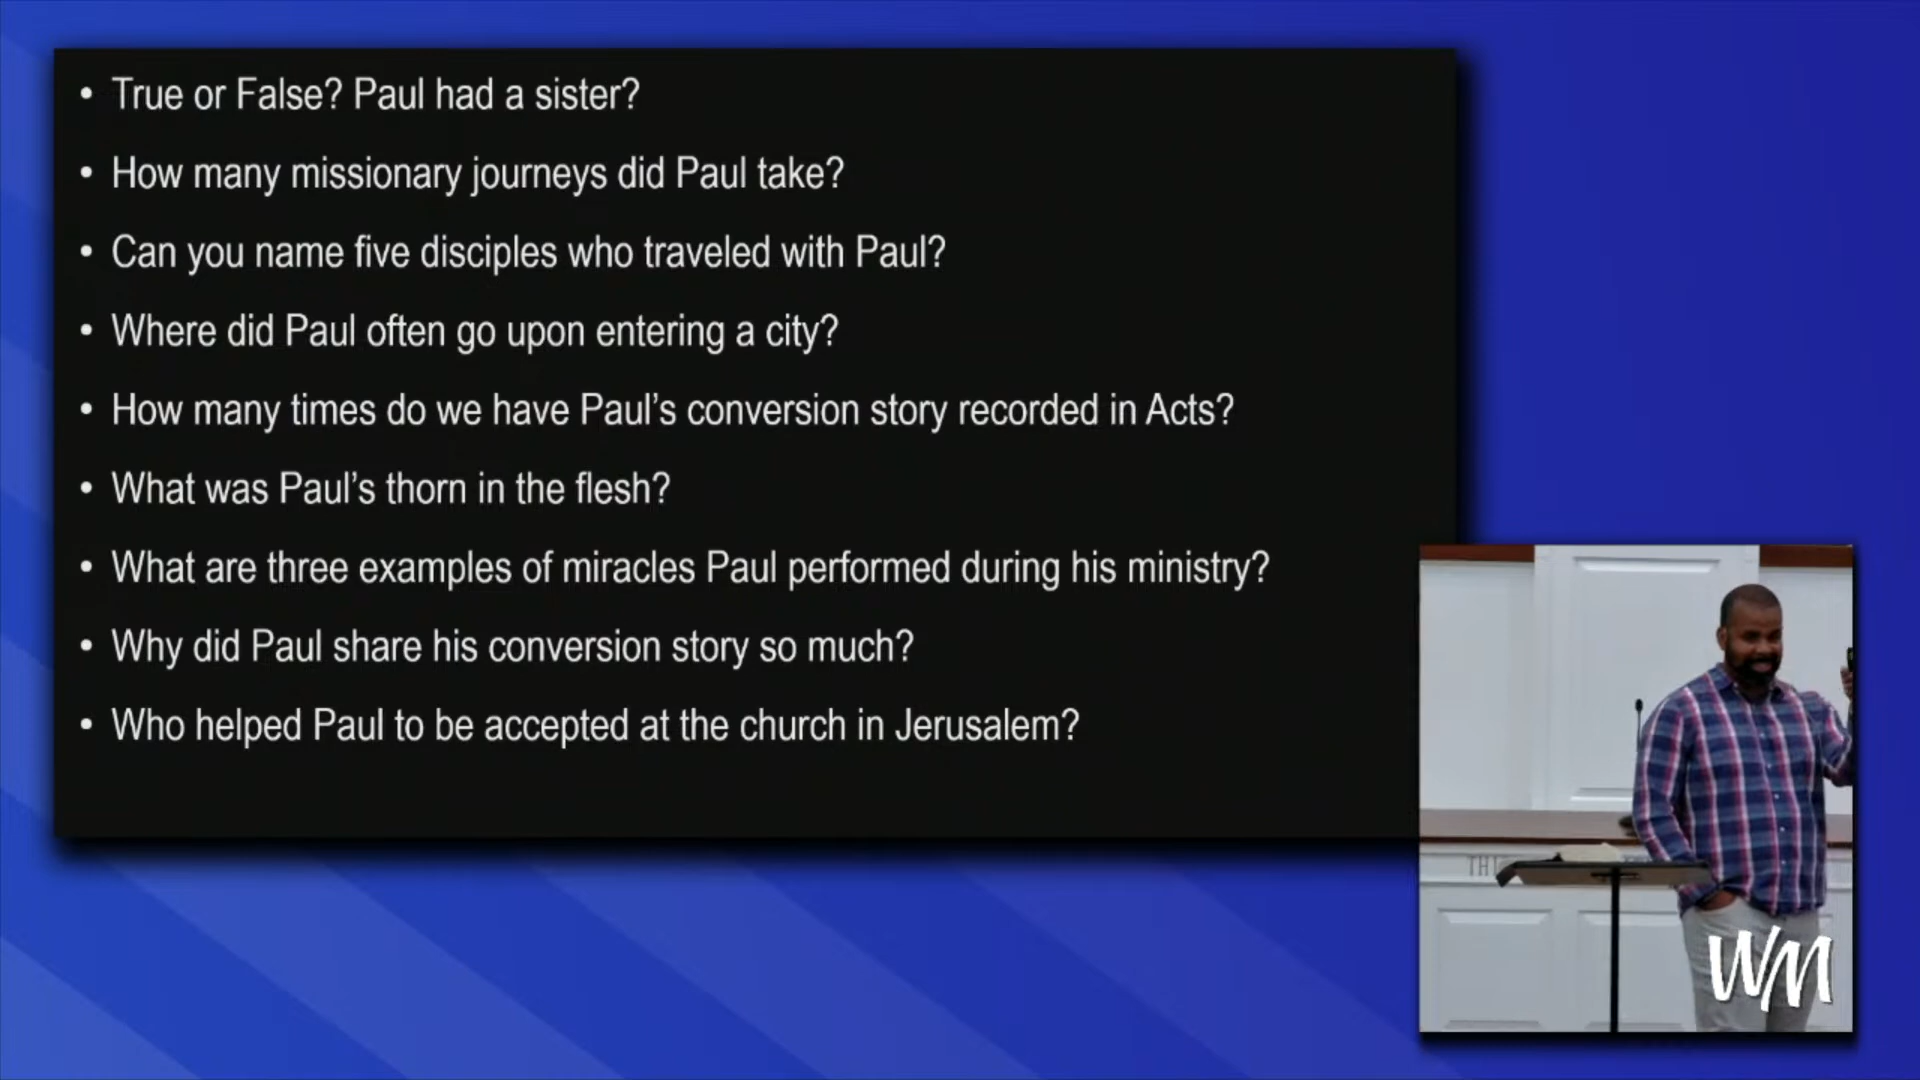 • True or False? Paul had a sister?
• How many missionary journeys did Paul take?
• Can you name five disciples who traveled with Paul?
• Where did Paul often go upon entering a city?
• How many times do we have Paul’s conversion story recorded in Acts?
• What was Paul’s thorn in the flesh?
• What are three examples of miracles Paul performed during his ministry?
• Why did Paul share his conversion story so much?
• Who helped Paul to be accepted at the church in Jerusalem?
WM